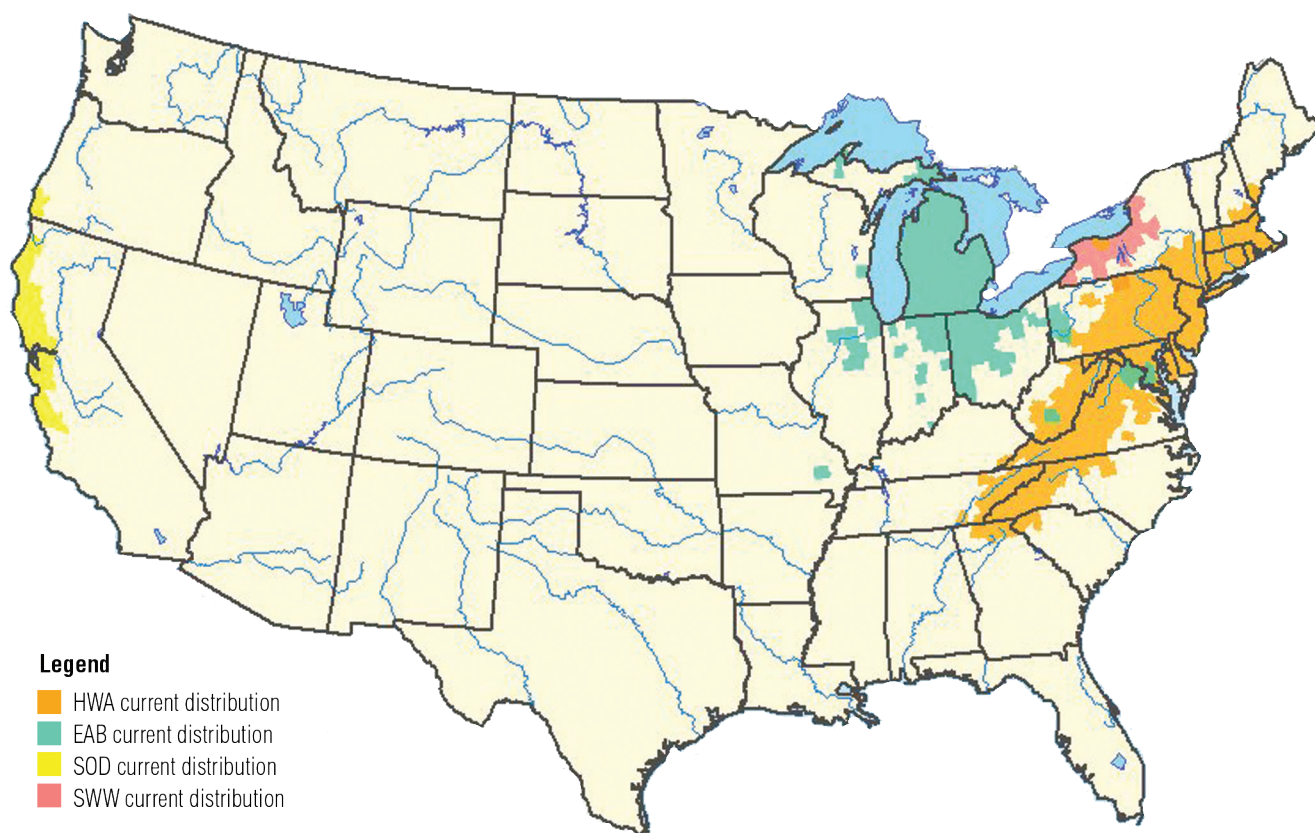 Legend
HWA current distribution
EAB current distribution
SOD current distribution
SWW current distribution